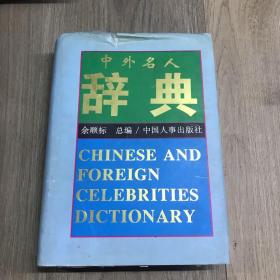 中外名人
辞典
余顺标 总编/中国人事出版社
CHINESE AND
FOREIGN
CELEBRITIES
DICTIONARY